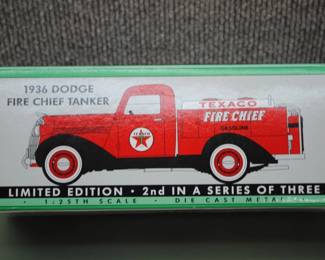 1936 DODGE
FIRE CHIEF TANKER
TEXACO
FIRE CHIEF
GASOLINE
TEXACO
LIMITED EDITION • 2nd IN A SERIES OF THREE
• 1:25TH SCALE • DIE CAST METAL